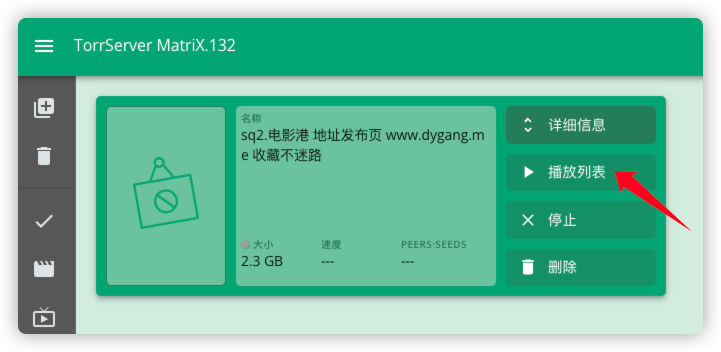 TorrServer MatriX.132
名称
sq2.电影港 地址发布页 www.dygang.m
e 收藏不迷路
大小
2.3 GB
速度
---
PEERS·SEEDS
---
详细信息
播放列表
停止
删除